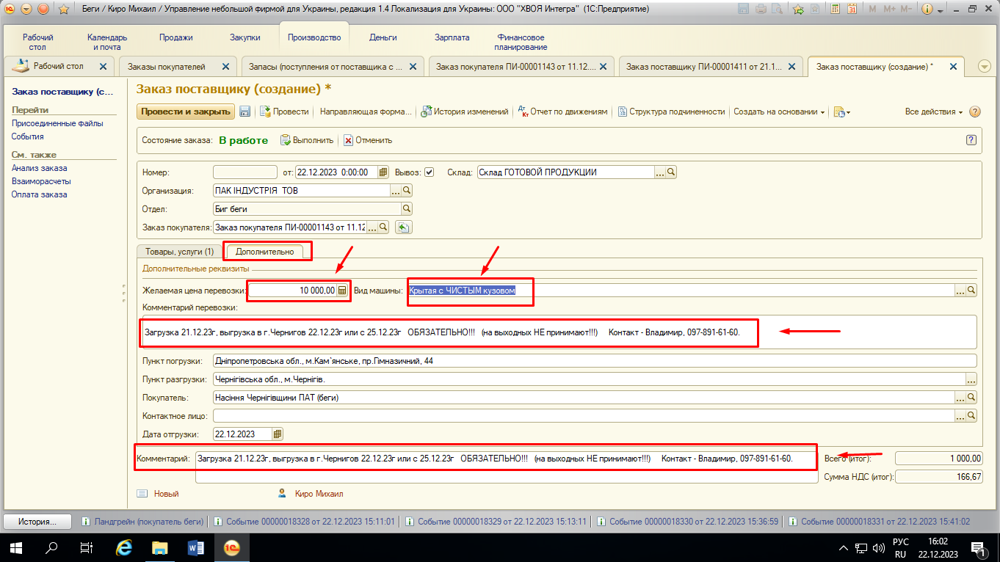 Беги / Киро Михаил / Управление небольшой фирмой для Украины, редакция 1.4 Локализация для Украины: ООО "ХВОЯ Интегра" (1С:Предприятие)
M M+ M-
Рабочий стол
Календарь и почта
Продажи
Закупки
Производство
Деньги
Зарплата
Финансовое планирование
Рабочий стол
Заказы покупателей
Запасы (поступления от поставщика с ...
Заказ покупателя ПИ-00001143 от 11.12....
Заказ поставщику ПИ-00001411 от 21.1...
Заказ поставщику (создание) *
Заказ поставщику (с...
Перейти
Присоединенные файлы
События
См. также
Анализ заказа
Взаиморасчеты
Оплата заказа
Заказ поставщику (создание) *
Провести и закрыть Провести Направляющая форма... История изменений Дт Кт Отчет по движениям Структура подчиненности Создать на основании Все действия
Состояние заказа: В работе Выполнить Отменить
Номер: от: 22.12.2023 0:00:00 Вывоз: Склад: Склад ГОТОВОЙ ПРОДУКЦИИ
Организация: ПАК ІНДУСТРІЯ ТОВ
Отдел: Биг беги
Заказ покупателя: Заказ покупателя ПИ-00001143 от 11.12
Товары, услуги (1) Дополнительно
Дополнительные реквизиты
Желаемая цена перевозки: 10 000,00 Вид машины: Крытая с ЧИСТЫМ кузовом
Комментарий перевозки:
Загрузка 21.12.23г, выгрузка в г.Чернигов 22.12.23г или с 25.12.23г ОБЯЗАТЕЛЬНО!!! (на выходных НЕ принимают!!!) Контакт - Владимир, 097-891-61-60.
Пункт погрузки: Дніпропетровська обл., м.Кам`янське, пр.Гімназичний, 44
Пункт разгрузки: Чернігівська обл., м.Чернігів.
Покупатель: Насіння Чернігівщини ПАТ (беги)
Контактное лицо:
Дата отгрузки: 22.12.2023
Комментарий: Загрузка 21.12.23г, выгрузка в г.Чернигов 22.12.23г или с 25.12.23г ОБЯЗАТЕЛЬНО!!! (на выходных НЕ принимают!!!) Контакт - Владимир, 097-891-61-60.
Всего (итог): 1 000,00
Сумма НДС (итог): 166,67
Новый Киро Михаил
История... Ландгрейн (покупатель беги) Событие 00000018328 от 22.12.2023 15:11:01 Событие 00000018329 от 22.12.2023 15:13:11 Событие 00000018330 от 22.12.2023 15:36:59 Событие 00000018331 от 22.12.2023 15:41:02
РУС 16:02
RU 22.12.2023
1